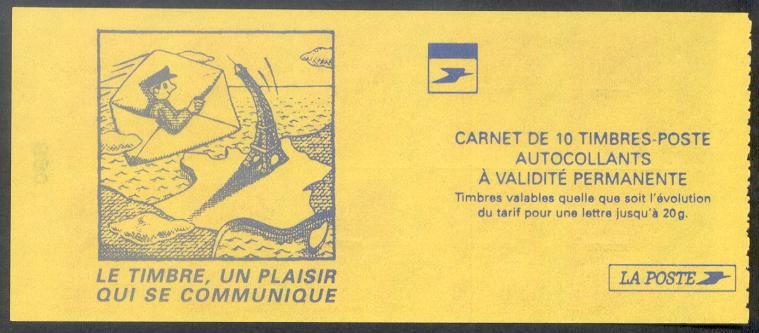 LE TIMBRE, UN PLAISIR
QUI SE COMMUNIQUE
CARNET DE 10 TIMBRES-POSTE
AUTOCOLLANTS
À VALIDITÉ PERMANENTE
Timbres valables quelle que soit l'évolution
du tarif pour une lettre jusqu'à 20g.
LA POSTE